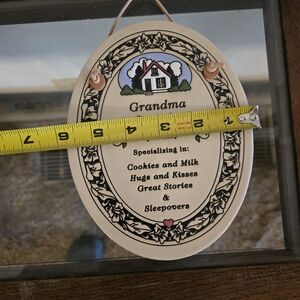 Grandma
7 6 5 4 3 2 1
Specializing in:
Cookies and Milk
Hugs and Kisses
Great Stories
&
Sleepovers